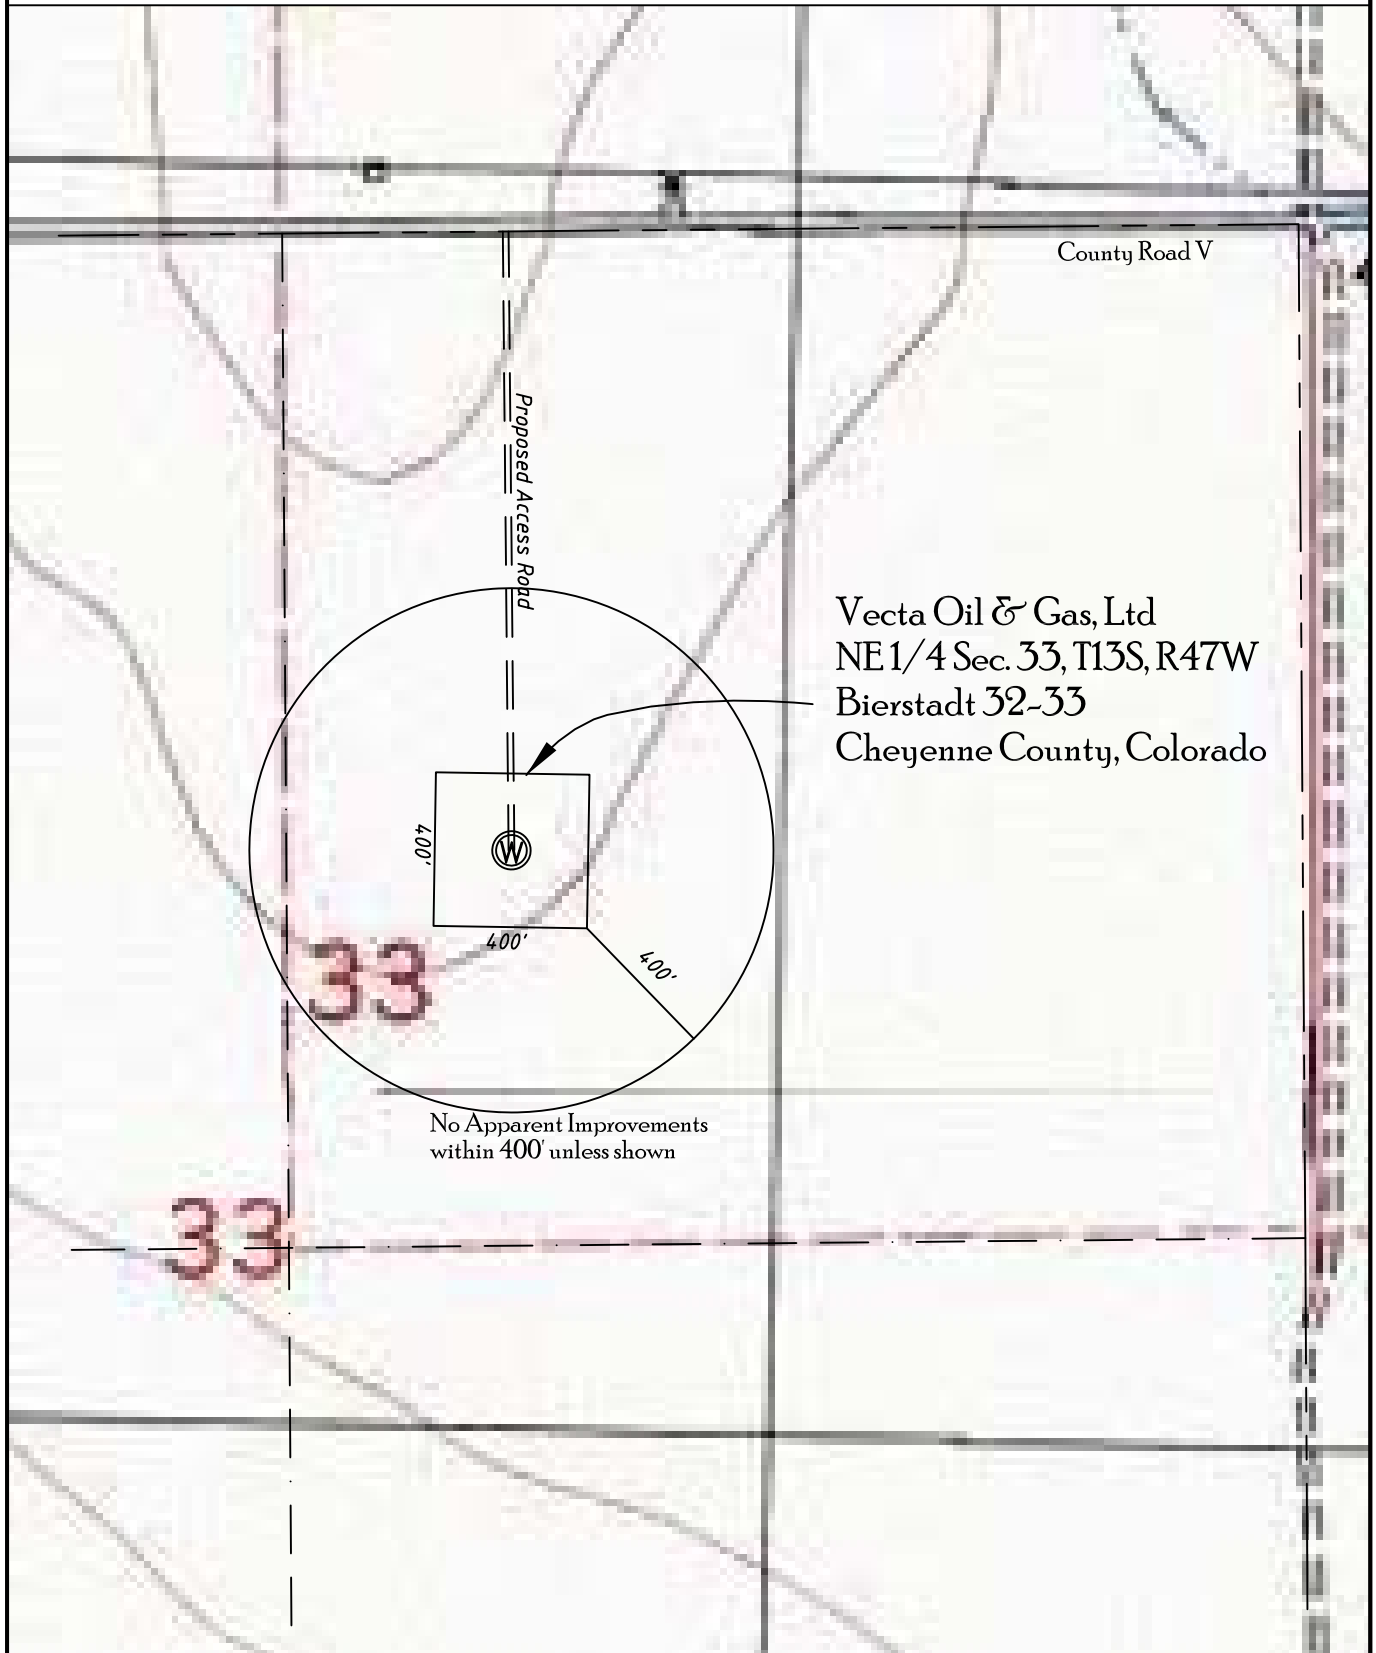 County Road V
Proposed Access Road
Vecta Oil & Gas, Ltd
NE 1/4 Sec. 33, T13S, R47W
Bierstadt 32-33
Cheyenne County, Colorado
400'
W
400'
400'
33
No Apparent Improvements
within 400' unless shown
33